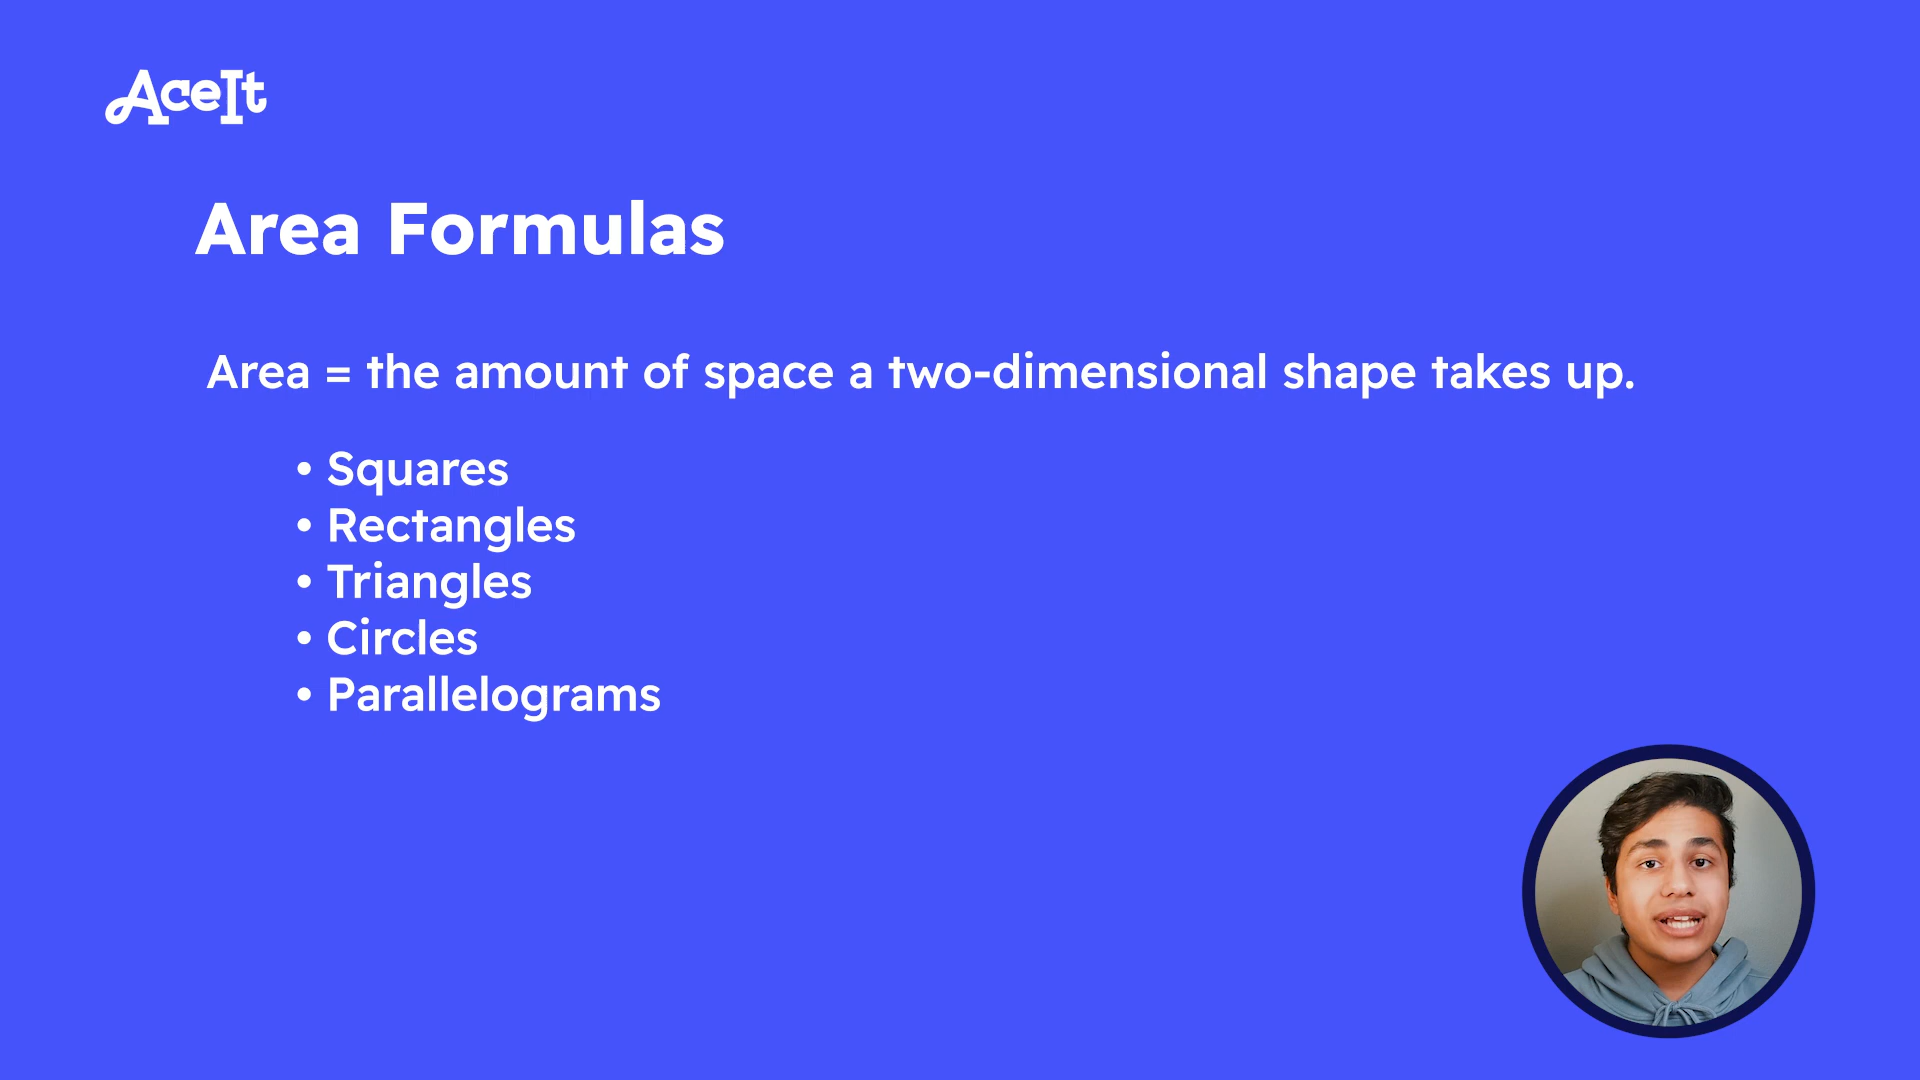 AceIt
Area Formulas
Area = the amount of space a two-dimensional shape takes up.
• Squares
• Rectangles
• Triangles
• Circles
• Parallelograms